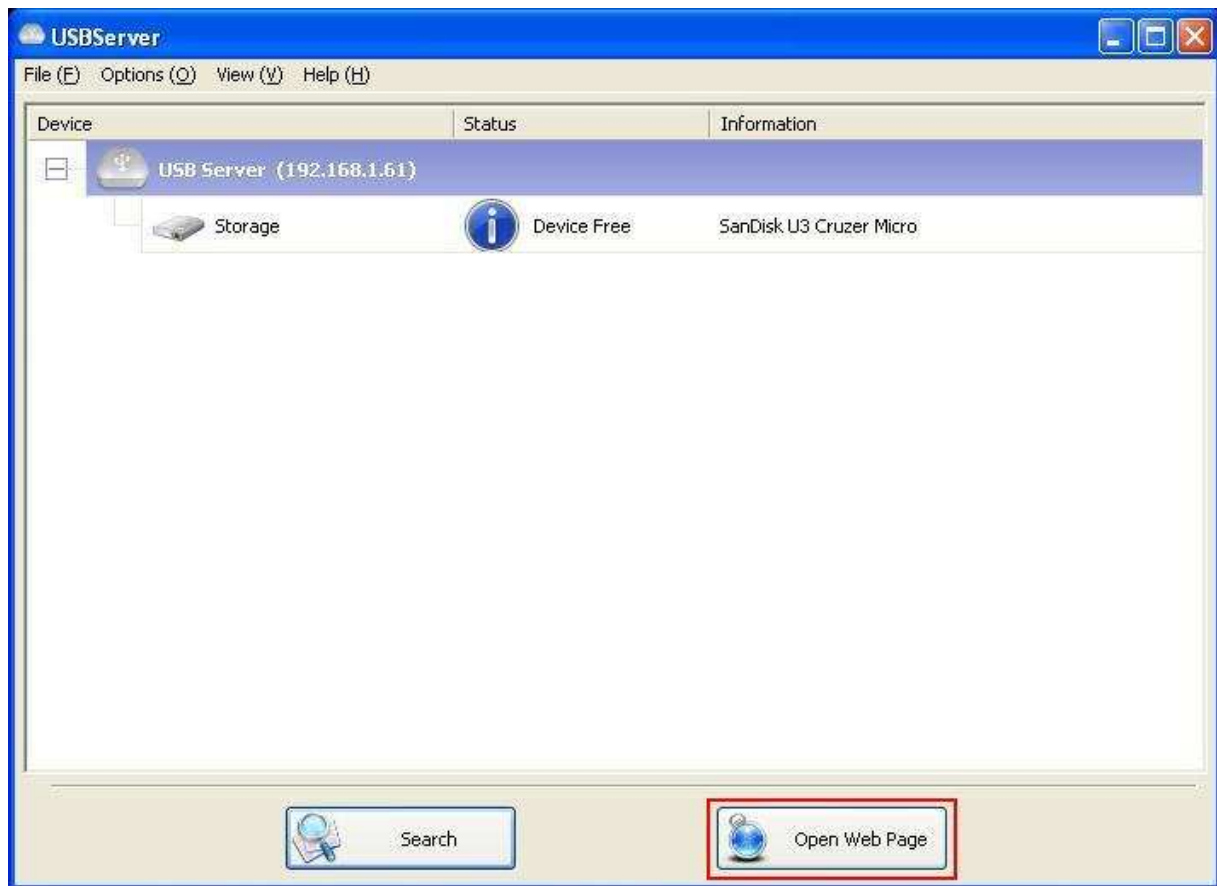 USBServer
File (F) Options (O) View (V) Help (H)
Device Status Information
USB Server (192.168.1.61)
Storage Device Free SanDisk U3 Cruzer Micro
Search Open Web Page